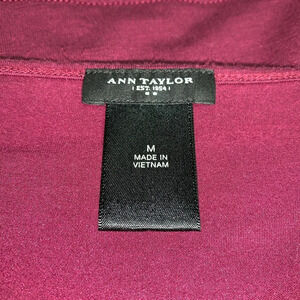 ANN TAYLOR
EST. 1954
M
MADE IN
VIETNAM